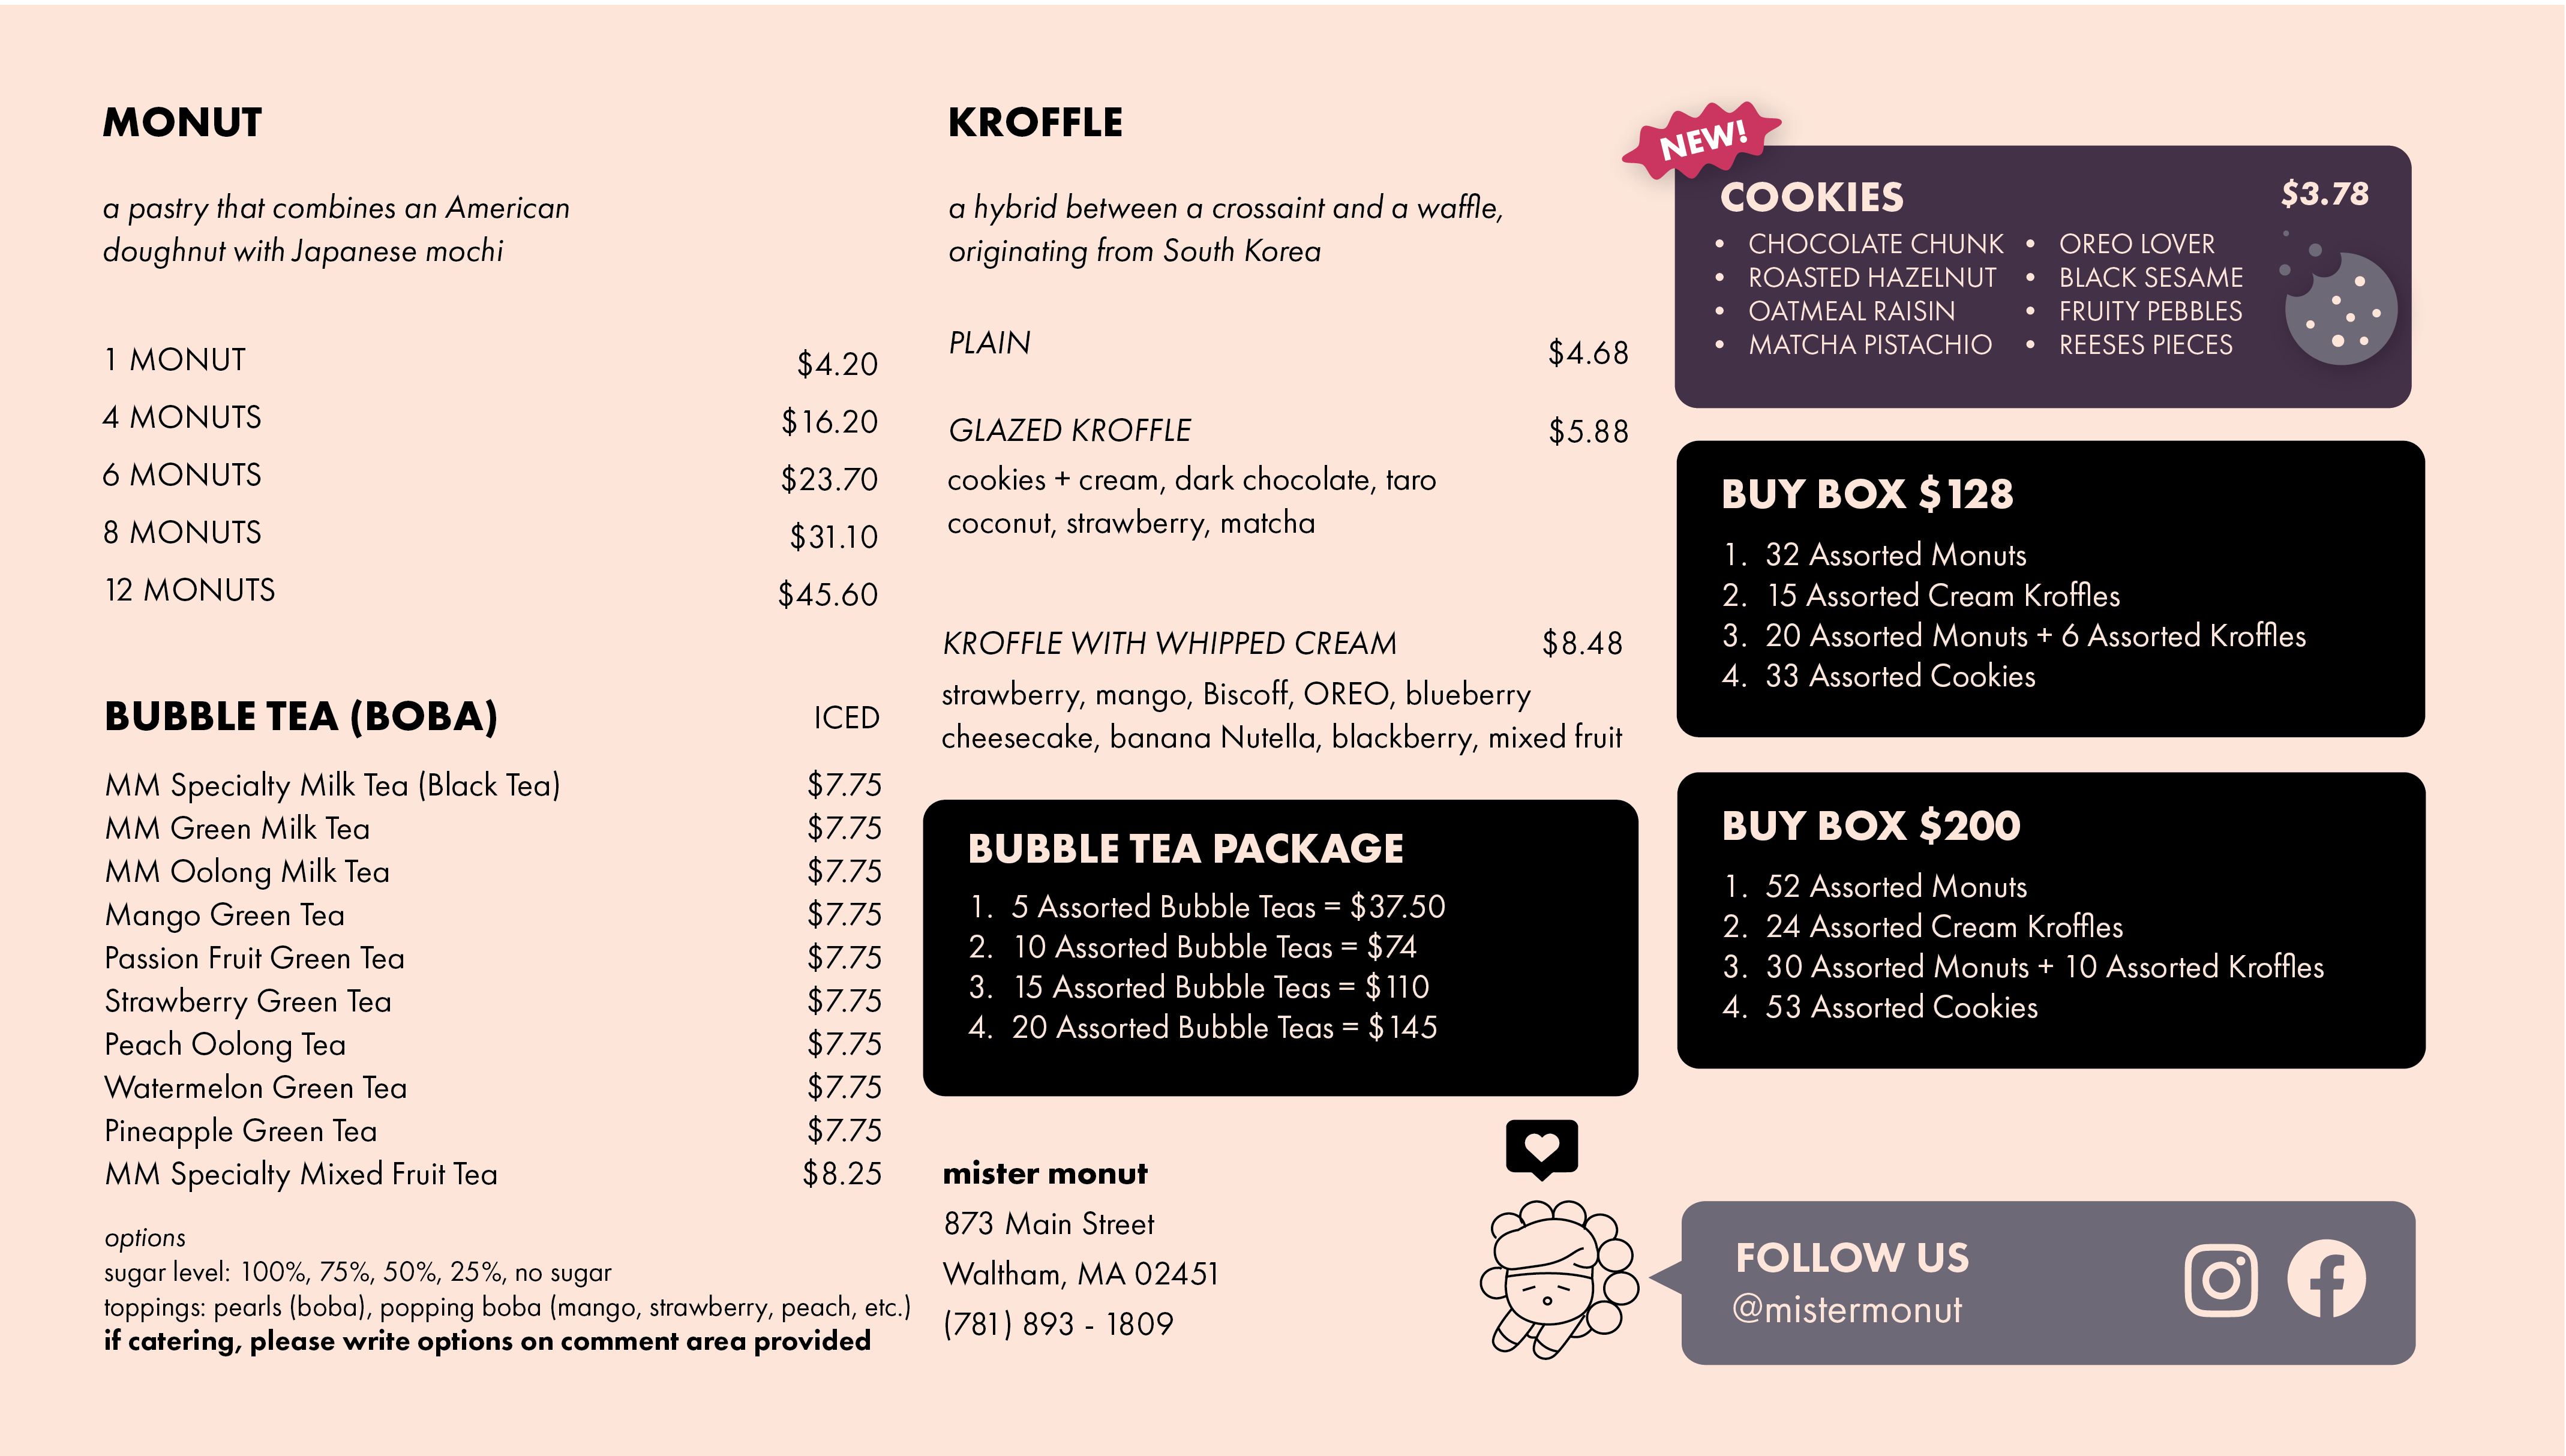 MONUT
a pastry that combines an American
doughnut with Japanese mochi
1 MONUT $4.20
4 MONUTS $16.20
6 MONUTS $23.70
8 MONUTS $31.10
12 MONUTS $45.60
BUBBLE TEA (BOBA) ICED
MM Specialty Milk Tea (Black Tea) $7.75
MM Green Milk Tea $7.75
MM Oolong Milk Tea $7.75
Mango Green Tea $7.75
Passion Fruit Green Tea $7.75
Strawberry Green Tea $7.75
Peach Oolong Tea $7.75
Watermelon Green Tea $7.75
Pineapple Green Tea $7.75
MM Specialty Mixed Fruit Tea $8.25
options
sugar level: 100%, 75%, 50%, 25%, no sugar
toppings: pearls (boba), popping boba (mango, strawberry, peach, etc.)
if catering, please write options on comment area provided
KROFFLE
a hybrid between a crossaint and a waffle,
originating from South Korea
PLAIN $4.68
GLAZED KROFFLE $5.88
cookies + cream, dark chocolate, taro
coconut, strawberry, matcha
KROFFLE WITH WHIPPED CREAM $8.48
strawberry, mango, Biscoff, OREO, blueberry
cheesecake, banana Nutella, blackberry, mixed fruit
BUBBLE TEA PACKAGE
1. 5 Assorted Bubble Teas = $37.50
2. 10 Assorted Bubble Teas = $74
3. 15 Assorted Bubble Teas = $110
4. 20 Assorted Bubble Teas = $145
mister monut
873 Main Street
Waltham, MA 02451
(781) 893 - 1809
NEW!
COOKIES $3.78
• CHOCOLATE CHUNK • OREO LOVER
• ROASTED HAZELNUT • BLACK SESAME
• OATMEAL RAISIN • FRUITY PEBBLES
• MATCHA PISTACHIO • REESES PIECES
BUY BOX $128
1. 32 Assorted Monuts
2. 15 Assorted Cream Kroffles
3. 20 Assorted Monuts + 6 Assorted Kroffles
4. 33 Assorted Cookies
BUY BOX $200
1. 52 Assorted Monuts
2. 24 Assorted Cream Kroffles
3. 30 Assorted Monuts + 10 Assorted Kroffles
4. 53 Assorted Cookies
FOLLOW US
@mistermonut